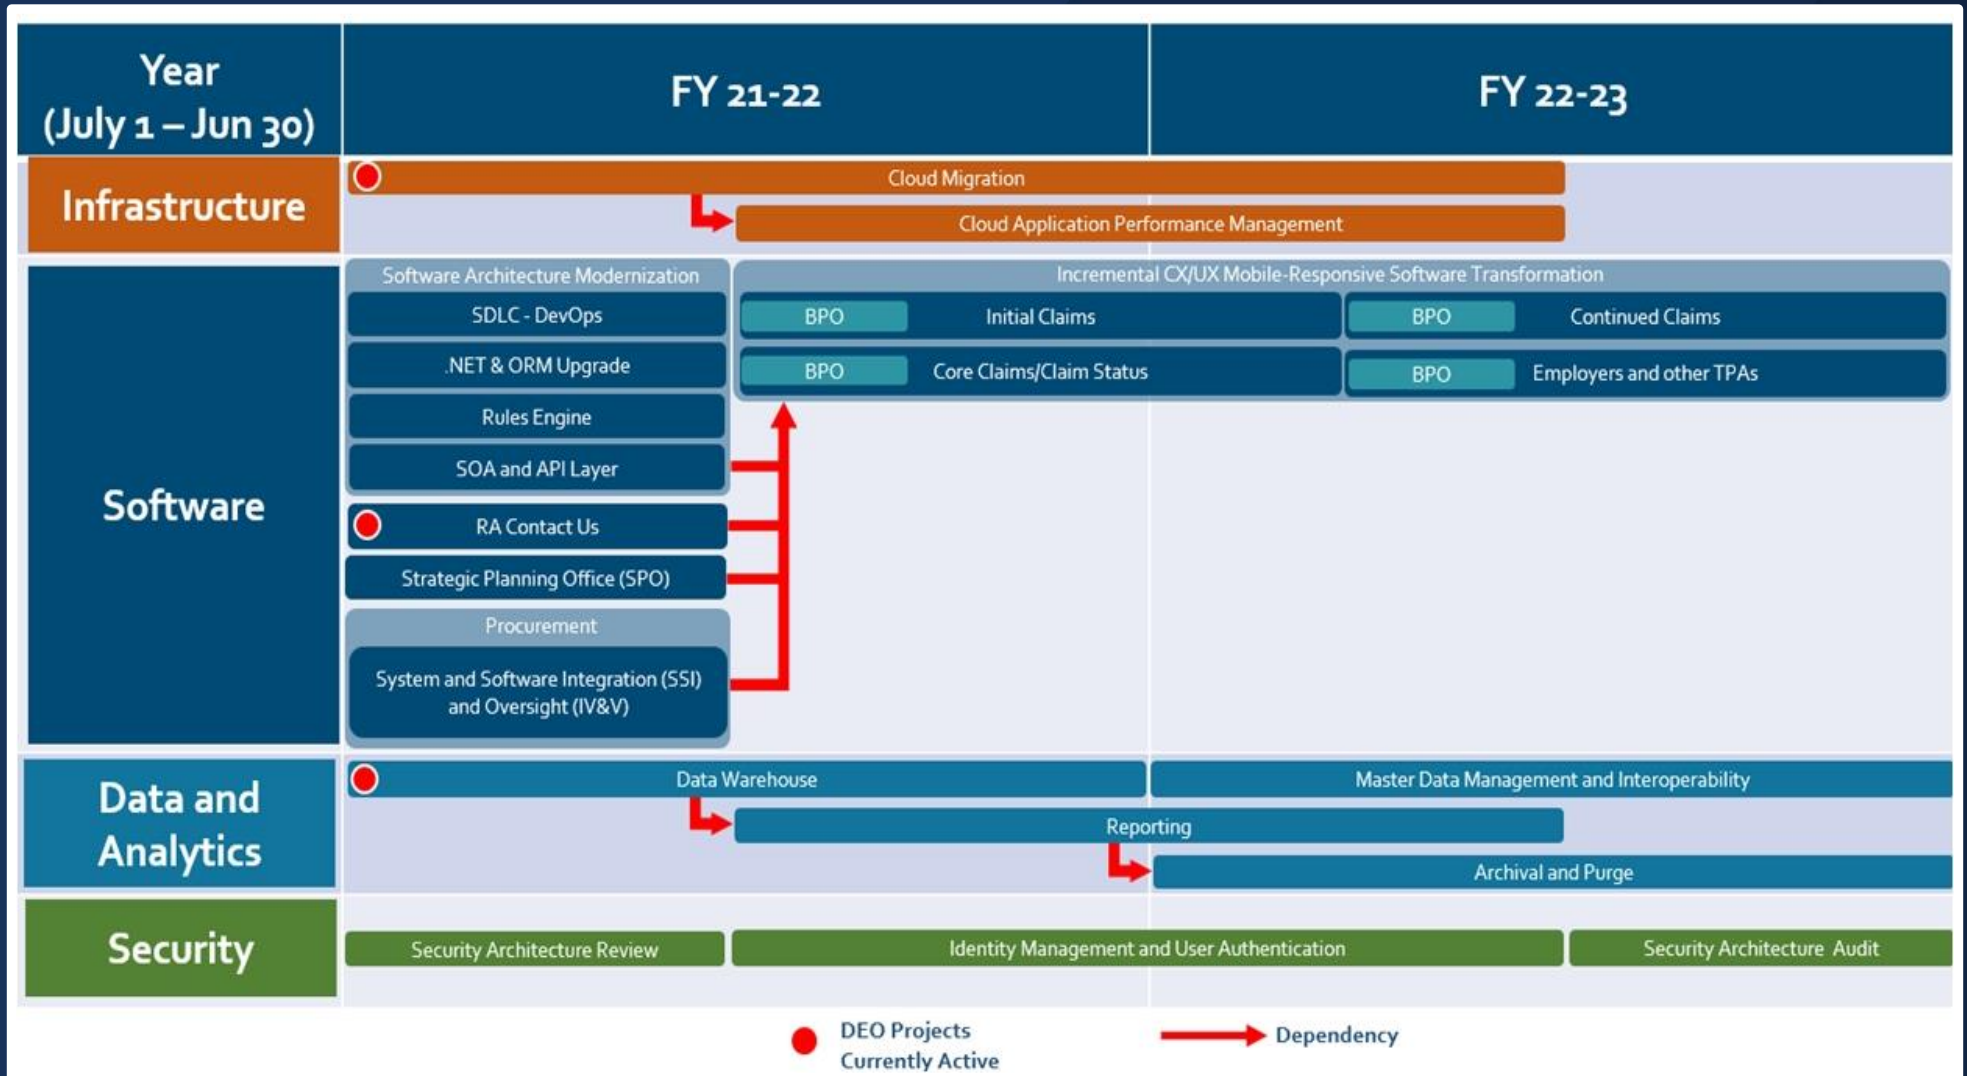 Year
(July 1 – Jun 30)
FY 21-22
FY 22-23
Infrastructure
Cloud Migration
Cloud Application Performance Management
Software
Software Architecture Modernization
SDLC - DevOps
.NET & ORM Upgrade
Rules Engine
SOA and API Layer
RA Contact Us
Strategic Planning Office (SPO)
Procurement
System and Software Integration (SSI)
and Oversight (IV&V)
Incremental CX/UX Mobile-Responsive Software Transformation
BPO
Initial Claims
BPO
Continued Claims
BPO
Core Claims/Claim Status
BPO
Employers and other TPAs
Data and
Analytics
Data Warehouse
Master Data Management and Interoperability
Reporting
Archival and Purge
Security
Security Architecture Review
Identity Management and User Authentication
Security Architecture Audit
DEO Projects
Currently Active
Dependency